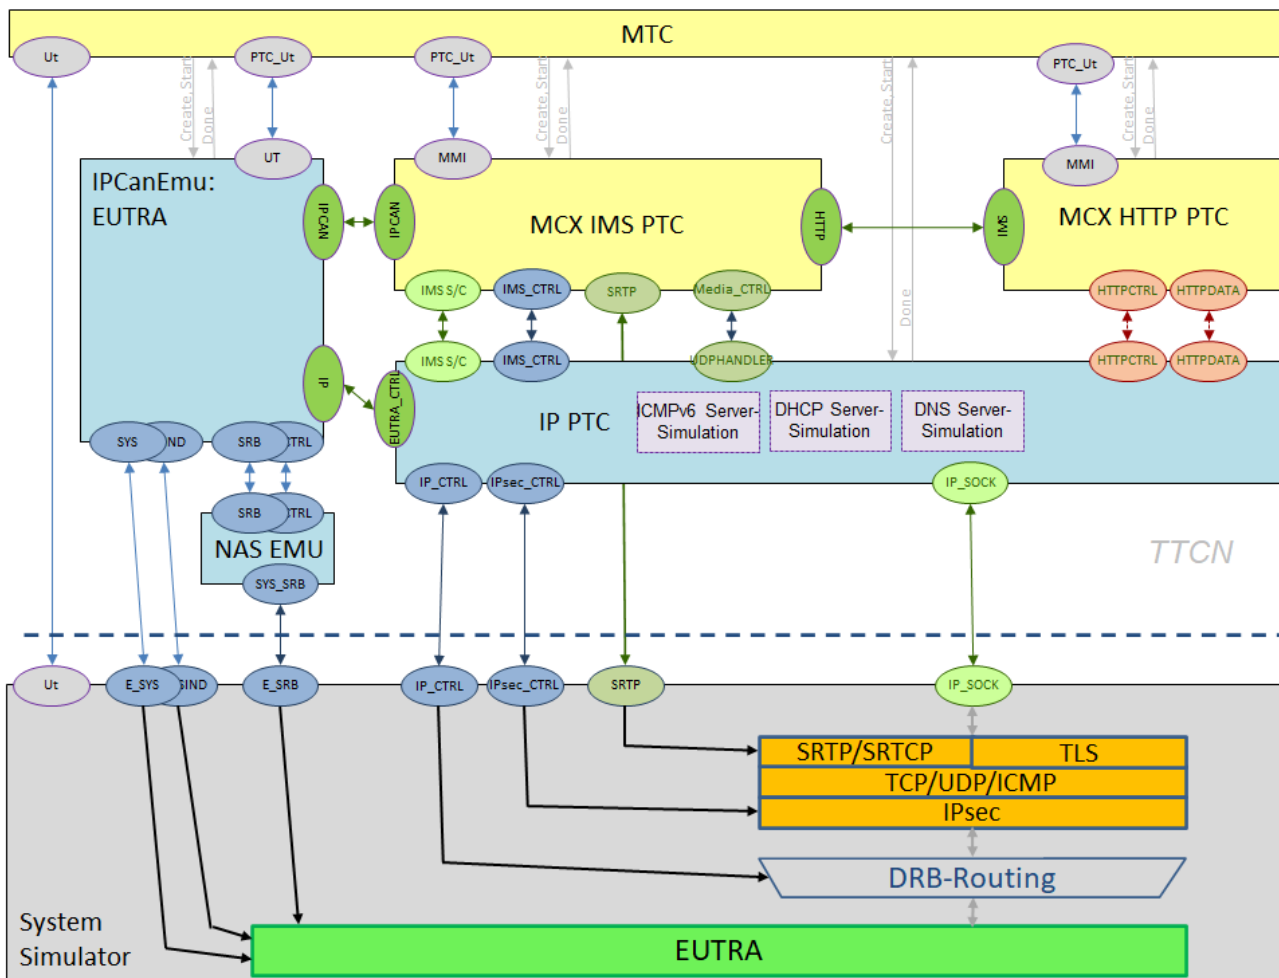 MTC
Ut
PTC_Ut
PTC_Ut
PTC_Ut
Create, Start
Done
Create, Start
Done
Create, Start
Done
Create, Start
Done
UT
MMI
MMI
IPCanEmu:
EUTRA
IPCAN
IPCAN
MCX IMS PTC
HTTP
SMI
MCX HTTP PTC
IMS S/C
IMS_CTRL
SRTP
Media_CTRL
HTTPCTRL
HTTPDATA
IMS S/C
IMS_CTRL
UDPHANDLER
HTTPCTRL
HTTPDATA
IP
EUTRA_CTRL
IP PTC
ICMPv6 Server-
Simulation
DHCP Server-
Simulation
DNS Server-
Simulation
SYS
ND
SRB
CTRL
IP_CTRL
IPsec_CTRL
IP_SOCK
SRB
CTRL
NAS EMU
SYS_SRB
TTCN
Ut
E_SYS
SIND
E_SRB
IP_CTRL
IPsec_CTRL
SRTP
IP_SOCK
SRTP/SRTCP
TLS
TCP/UDP/ICMP
IPsec
DRB-Routing
System
Simulator
EUTRA